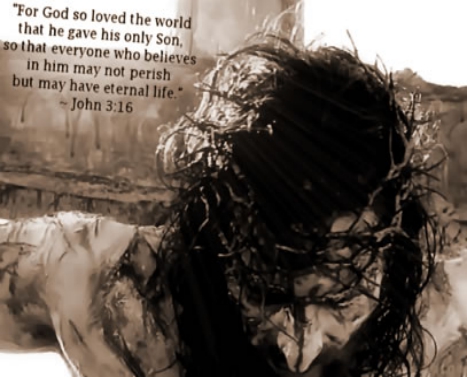 "For God so loved the world
that he gave his only Son,
so that everyone who believes
in him may not perish
but may have eternal life."
~ John 3:16